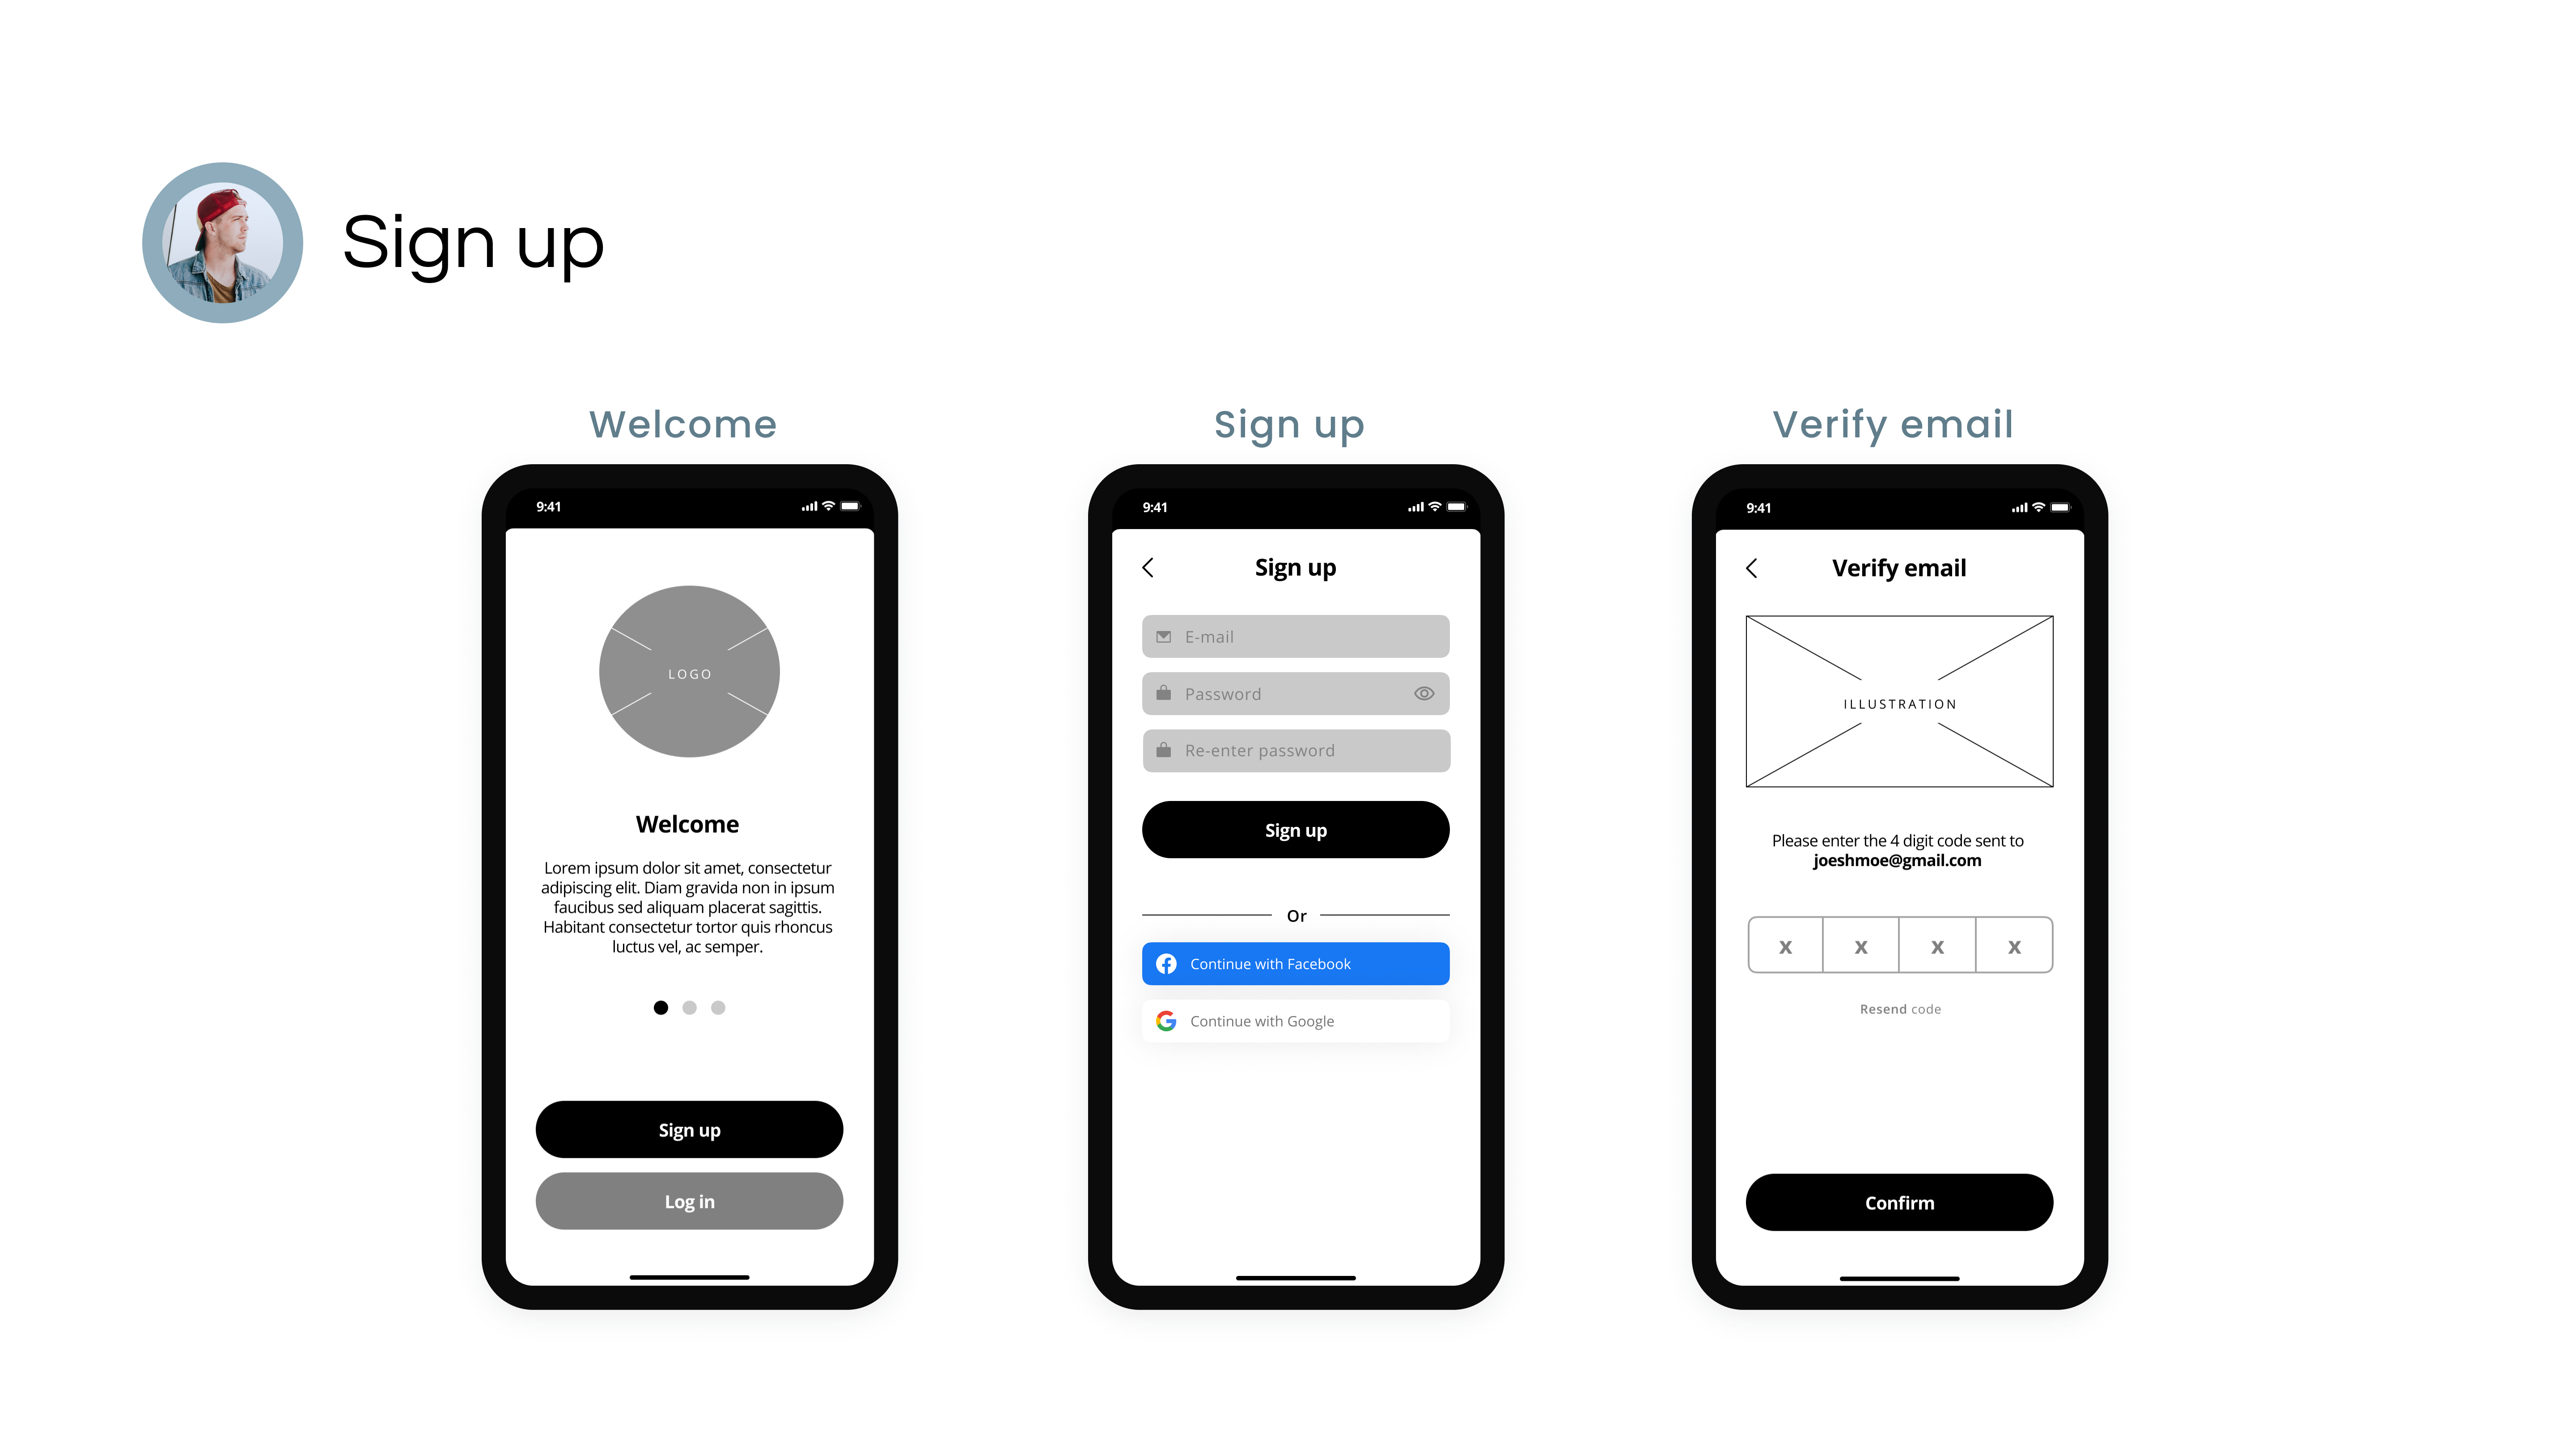 Sign up
Welcome
9:41
LOGO
Welcome
Lorem ipsum dolor sit amet, consectetur
adipiscing elit. Diam gravida non in ipsum
faucibus sed aliquam placerat sagittis.
Habitant consectetur tortor quis rhoncus
luctus vel, ac semper.
Sign up
Log in
Sign up
9:41
Sign up
E-mail
Password
Re-enter password
Sign up
Or
Continue with Facebook
Continue with Google
Verify email
9:41
Verify email
ILLUSTRATION
Please enter the 4 digit code sent to
joeshmoe@gmail.com
x x x x
Resend code
Confirm